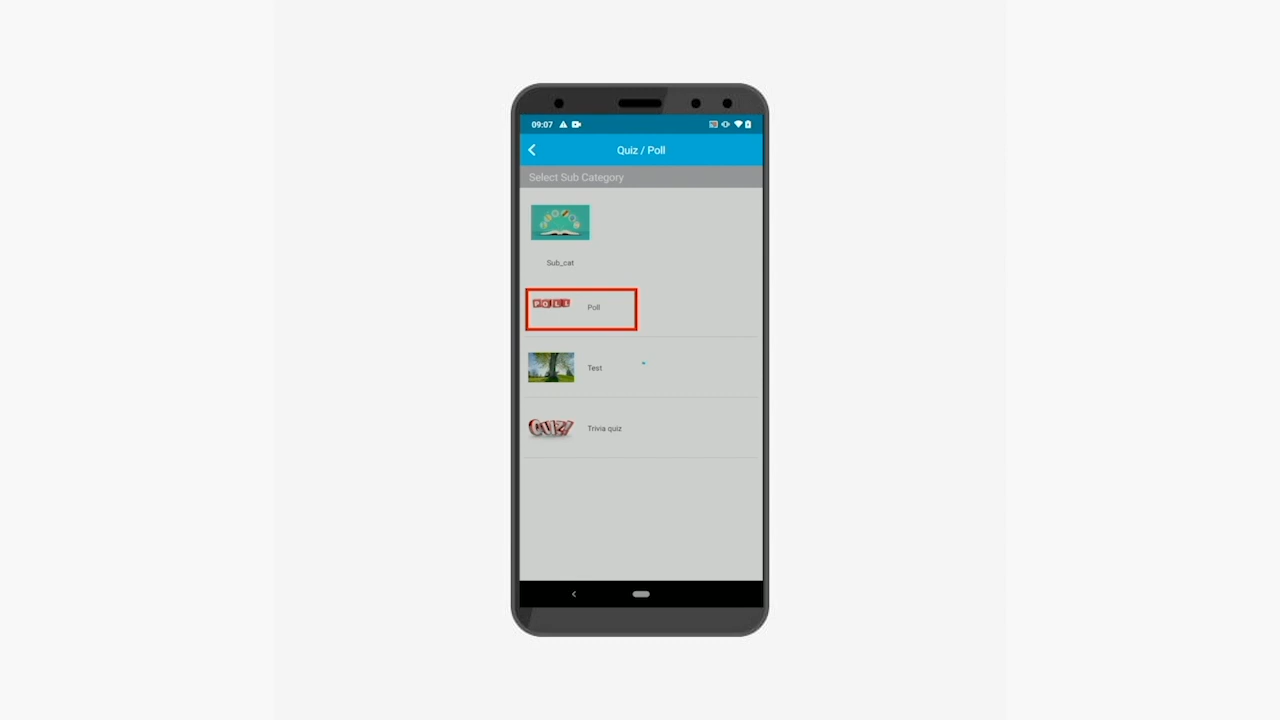 09:07
Quiz / Poll
Select Sub Category
Sub_cat
POLL
Poll
Test
QUIZ
Trivia quiz